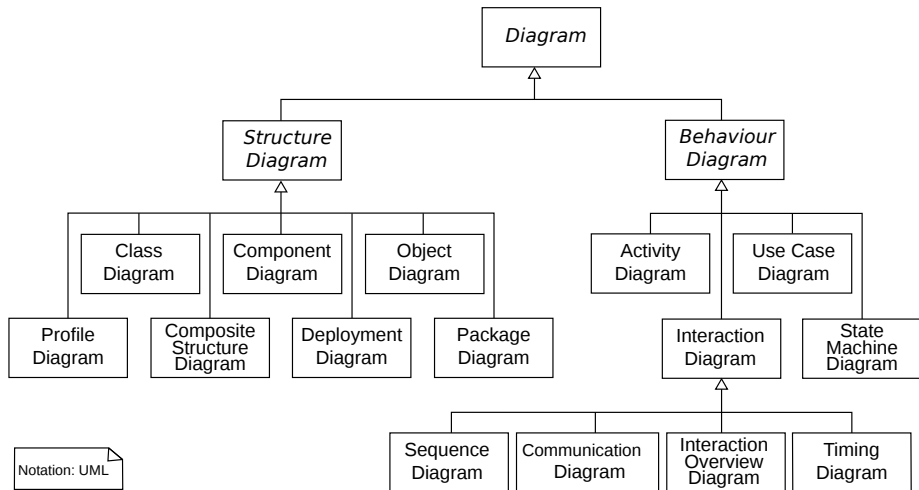 Diagram
Structure
Diagram
Behaviour
Diagram
Class
Diagram
Component
Diagram
Object
Diagram
Activity
Diagram
Use Case
Diagram
Profile
Diagram
Composite
Structure
Diagram
Deployment
Diagram
Package
Diagram
Interaction
Diagram
State
Machine
Diagram
Sequence
Diagram
Communication
Diagram
Interaction
Overview
Diagram
Timing
Diagram
Notation: UML